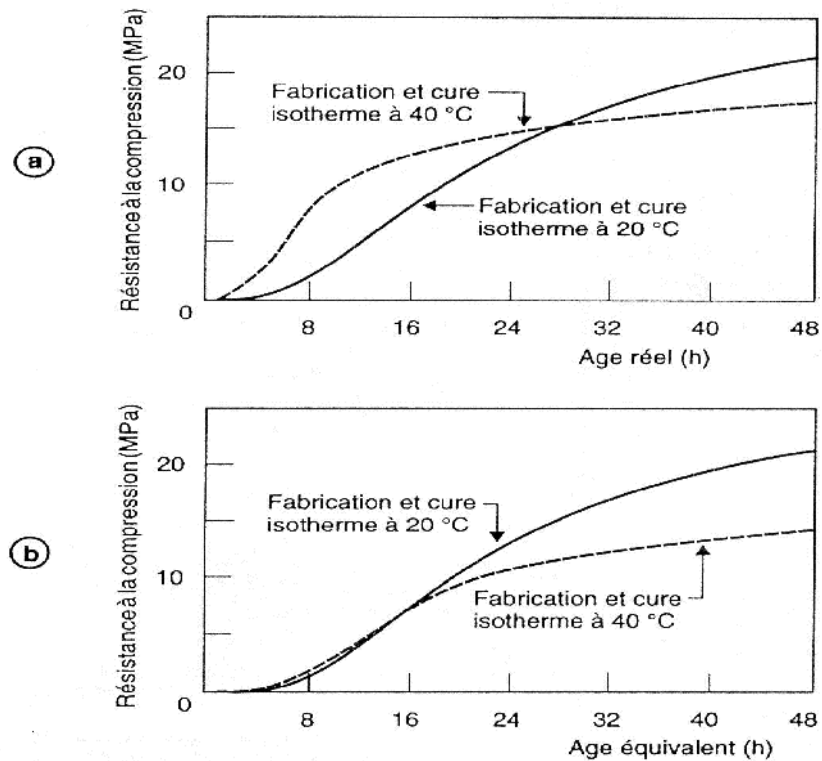 a
Résistance à la compression (MPa)
20
10
0
Fabrication et cure
isotherme à 40 °C
Fabrication et cure
isotherme à 20 °C
8 16 24 32 40 48
Age réel (h)
b
Résistance à la compression (MPa)
20
10
0
Fabrication et cure
isotherme à 20 °C
Fabrication et cure
isotherme à 40 °C
8 16 24 32 40 48
Age équivalent (h)